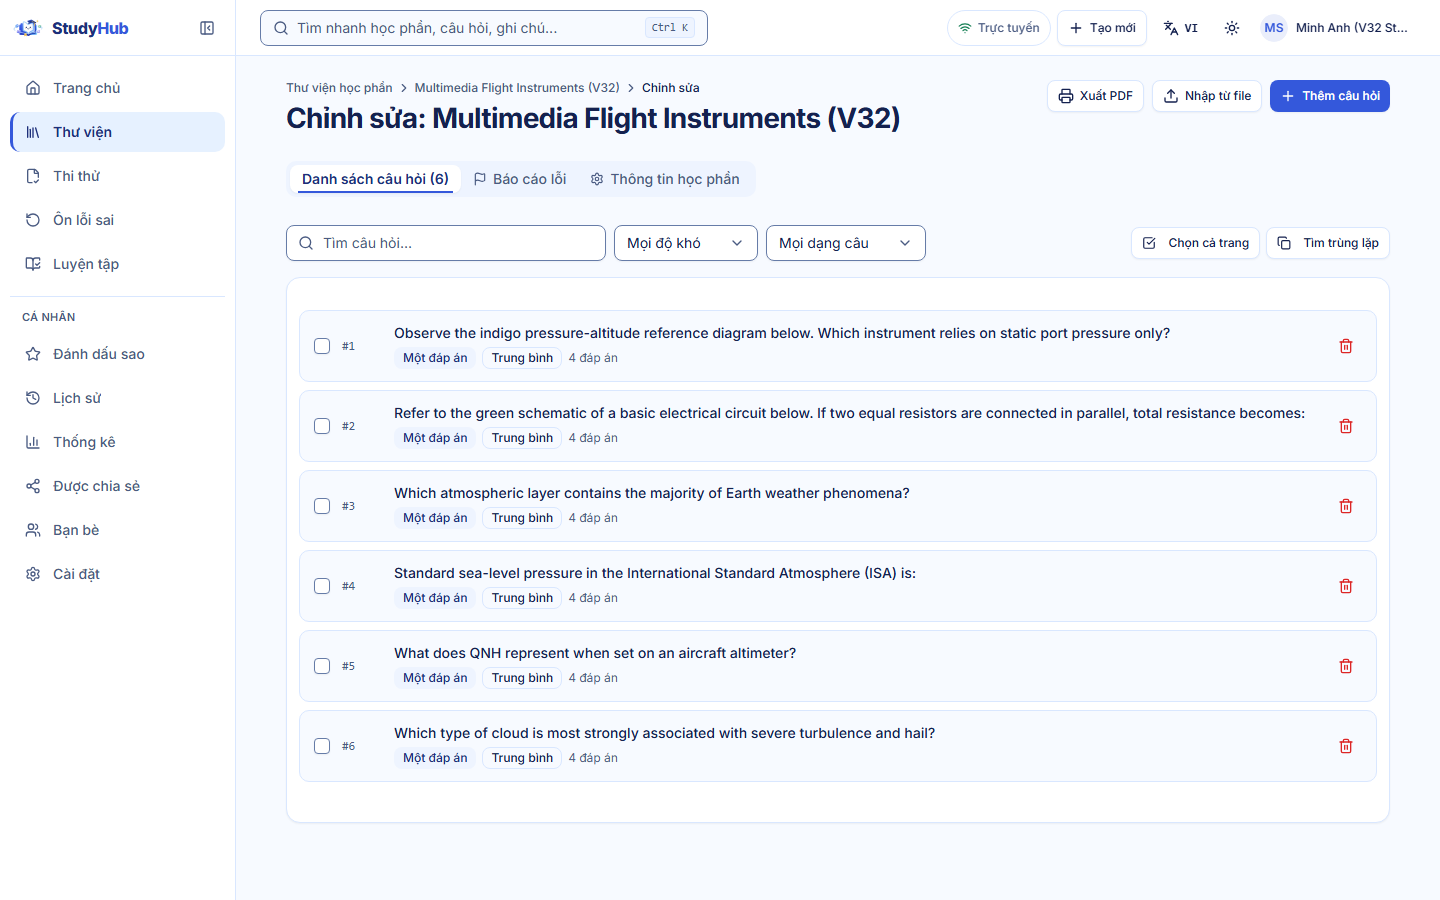 StudyHub
Tìm nhanh học phần, câu hỏi, ghi chú...
Ctrl K
Trực tuyến
Tạo mới
VI
MS
Minh Anh (V32 St...
Trang chủ
Thư viện
Thi thử
Ôn lỗi sai
Luyện tập
CÁ NHÂN
Đánh dấu sao
Lịch sử
Thống kê
Được chia sẻ
Bạn bè
Cài đặt
Thư viện học phần > Multimedia Flight Instruments (V32) > Chỉnh sửa
Chỉnh sửa: Multimedia Flight Instruments (V32)
Xuất PDF
Nhập từ file
Thêm câu hỏi
Danh sách câu hỏi (6)
Báo cáo lỗi
Thông tin học phần
Tìm câu hỏi...
Mọi độ khó
Mọi dạng câu
Chọn cả trang
Tìm trùng lặp
#1
Observe the indigo pressure-altitude reference diagram below. Which instrument relies on static port pressure only?
Một đáp án Trung bình 4 đáp án
#2
Refer to the green schematic of a basic electrical circuit below. If two equal resistors are connected in parallel, total resistance becomes:
Một đáp án Trung bình 4 đáp án
#3
Which atmospheric layer contains the majority of Earth weather phenomena?
Một đáp án Trung bình 4 đáp án
#4
Standard sea-level pressure in the International Standard Atmosphere (ISA) is:
Một đáp án Trung bình 4 đáp án
#5
What does QNH represent when set on an aircraft altimeter?
Một đáp án Trung bình 4 đáp án
#6
Which type of cloud is most strongly associated with severe turbulence and hail?
Một đáp án Trung bình 4 đáp án